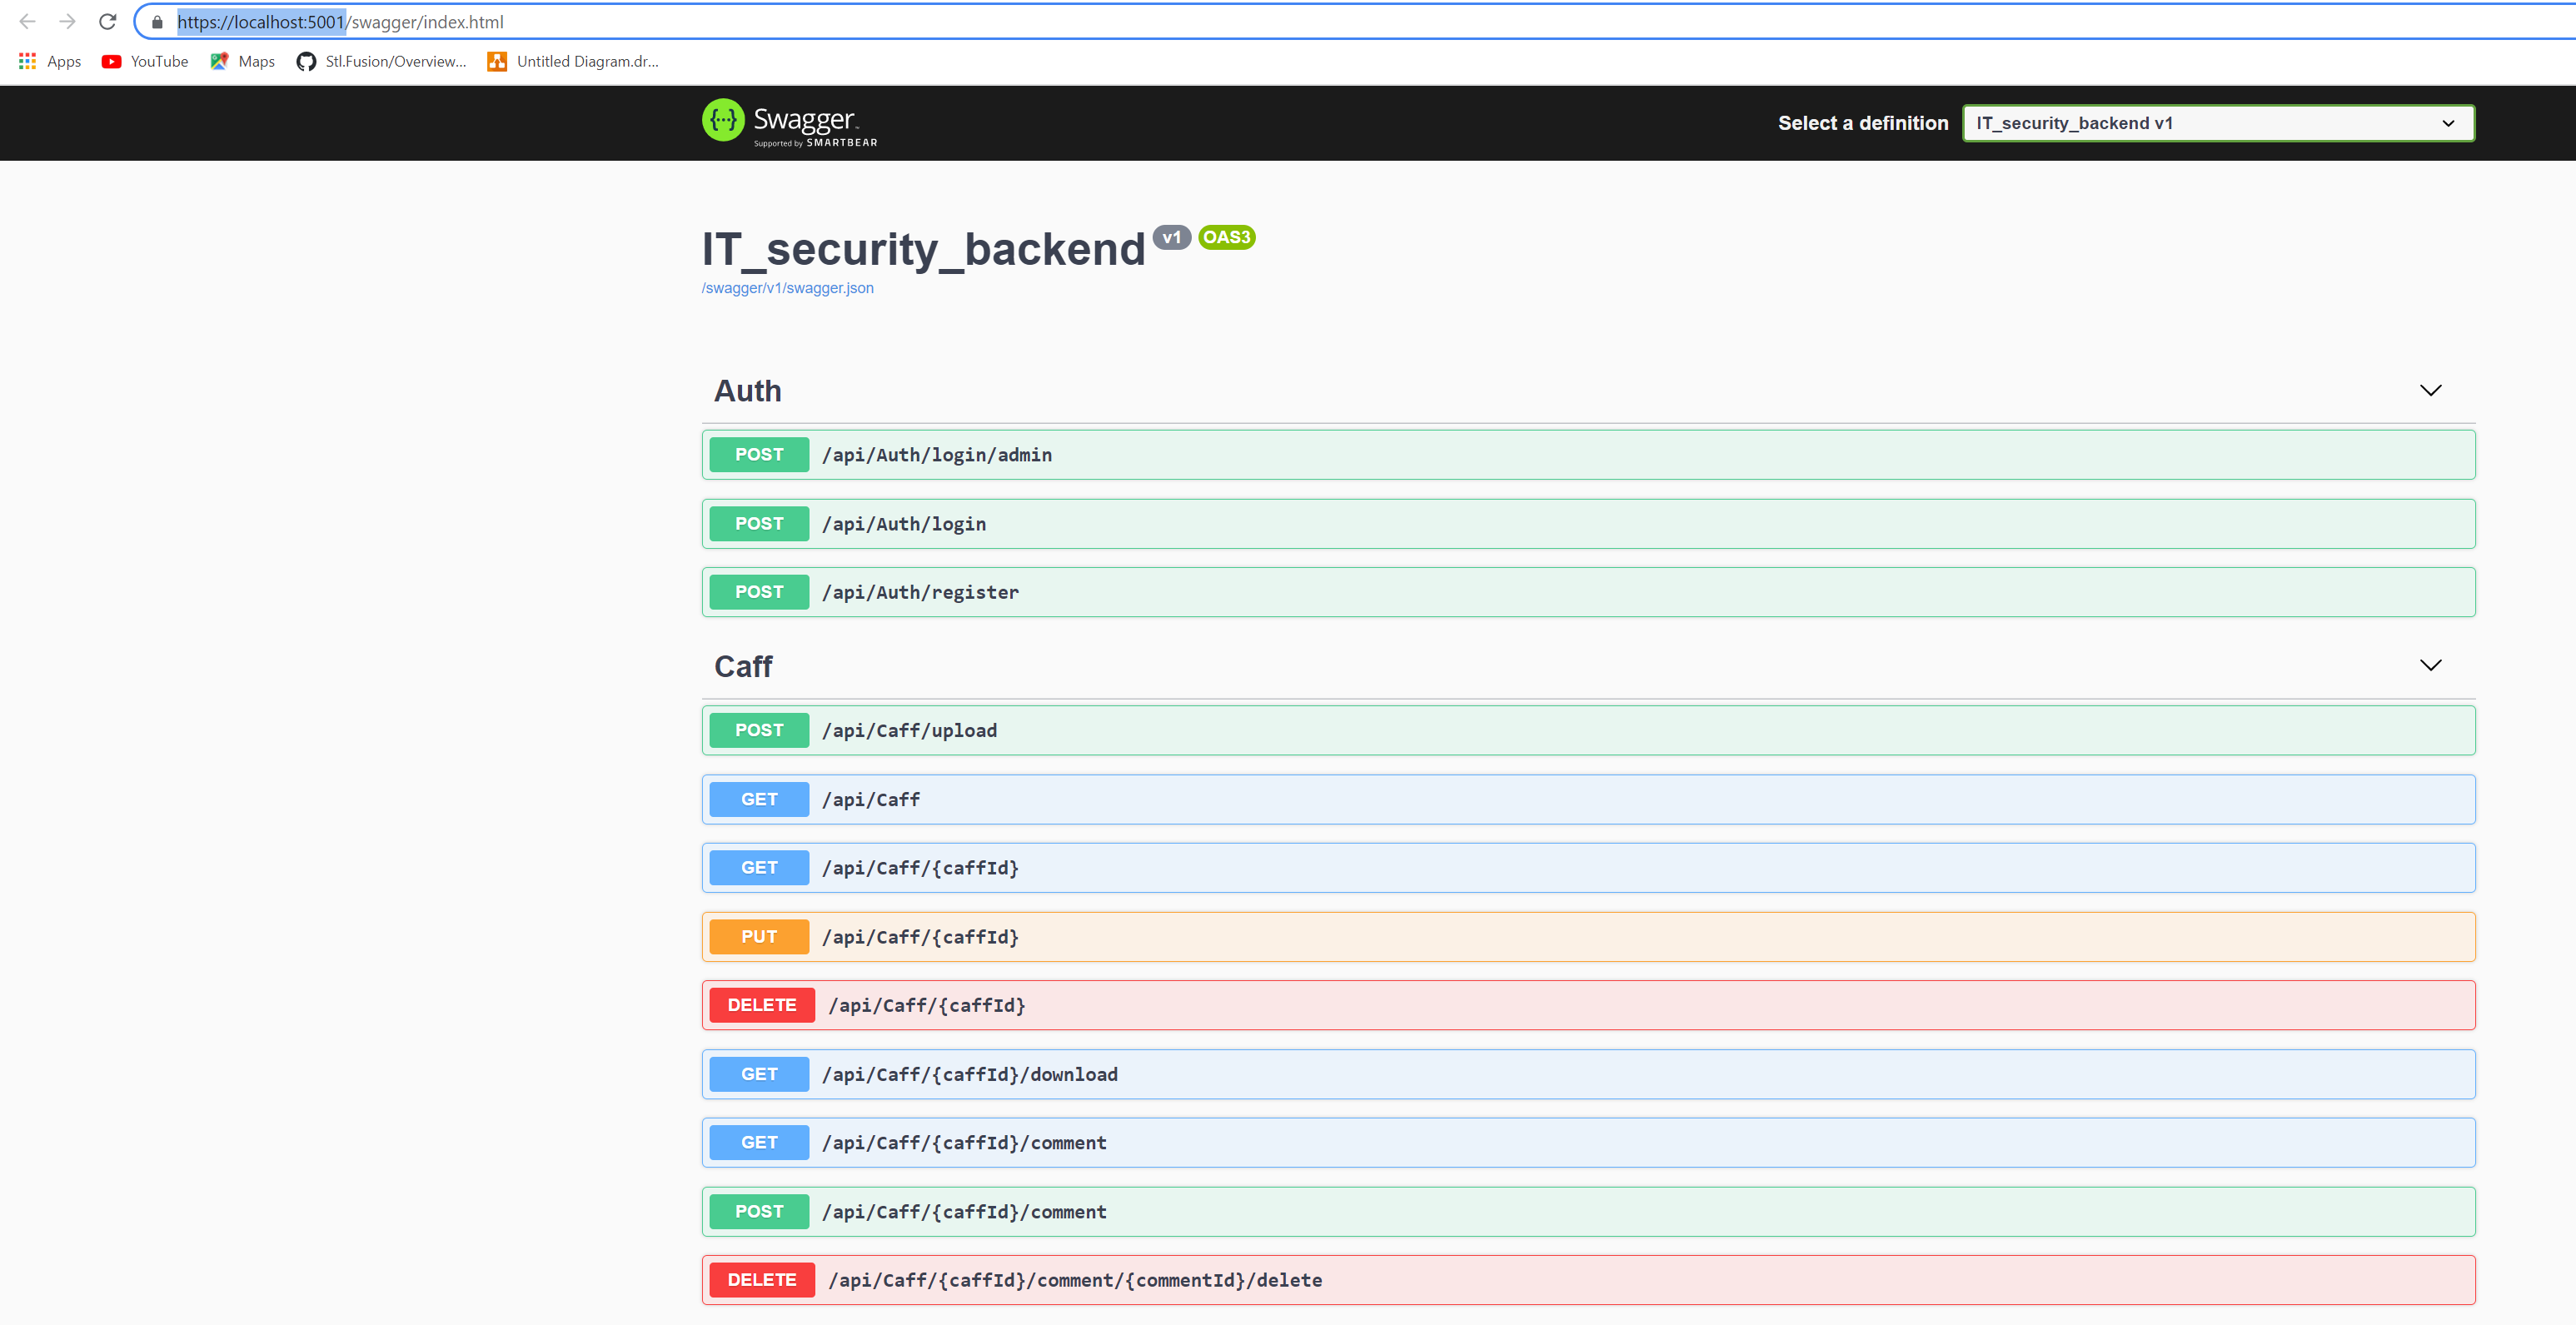 https://localhost:5001/swagger/index.html
Apps YouTube Maps Stl.Fusion/Overview... Untitled Diagram.dr...
{...} Swagger™
Supported by SMARTBEAR
Select a definition IT_security_backend v1
IT_security_backend v1 OAS3
/swagger/v1/swagger.json
Auth
POST /api/Auth/login/admin
POST /api/Auth/login
POST /api/Auth/register
Caff
POST /api/Caff/upload
GET /api/Caff
GET /api/Caff/{caffId}
PUT /api/Caff/{caffId}
DELETE /api/Caff/{caffId}
GET /api/Caff/{caffId}/download
GET /api/Caff/{caffId}/comment
POST /api/Caff/{caffId}/comment
DELETE /api/Caff/{caffId}/comment/{commentId}/delete